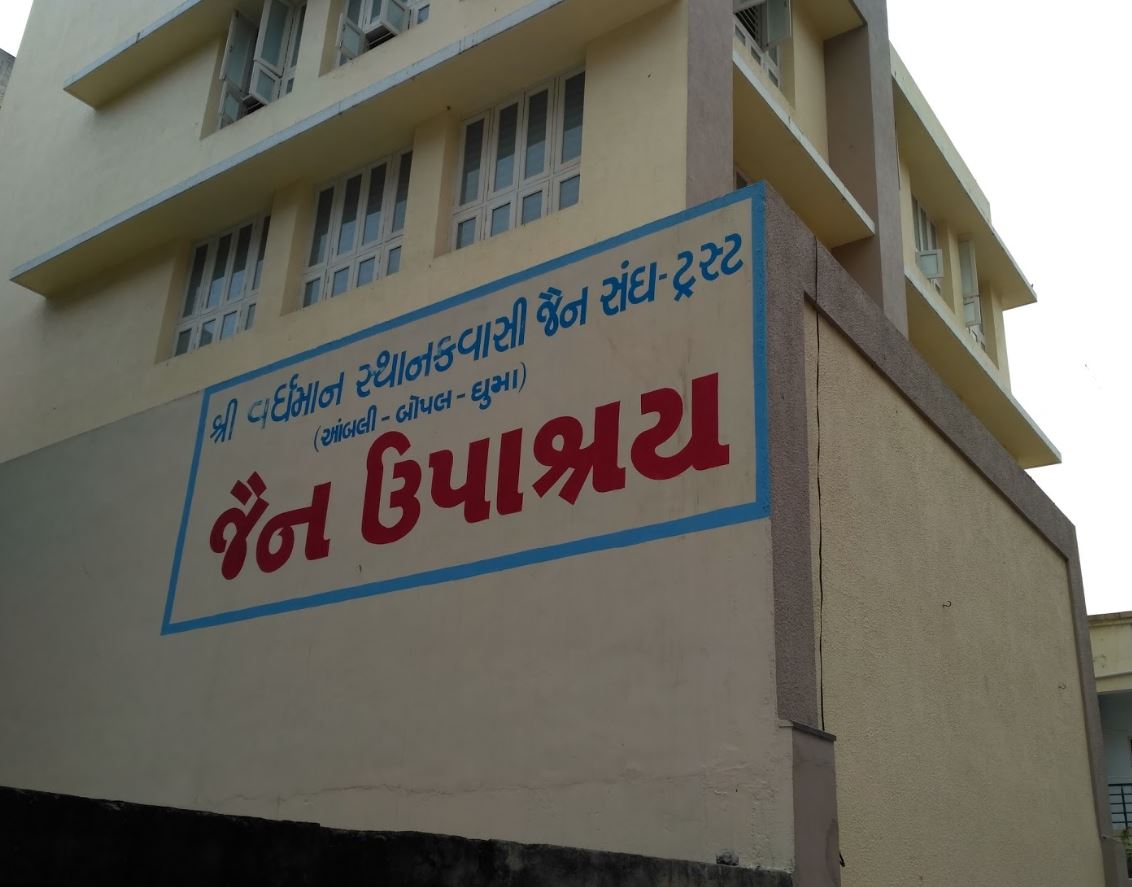 શ્રી વર્ધમાન સ્થાનકવાસી જૈન સંઘ-ટ્રસ્ટ
(આંબલી - બોપલ - ઘુમા)
જૈન ઉપાશ્રય